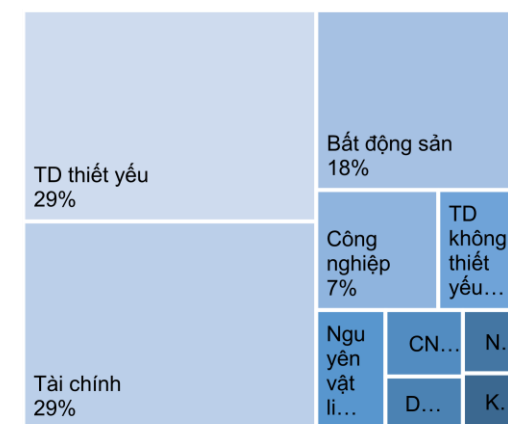 TD thiết yếu
29%
Tài chính
29%
Bất động sản
18%
Công
nghiệp
7%
TD
không
thiết
yếu…
Ngu
yên
vật
li…
CN…
N.
D…
K.